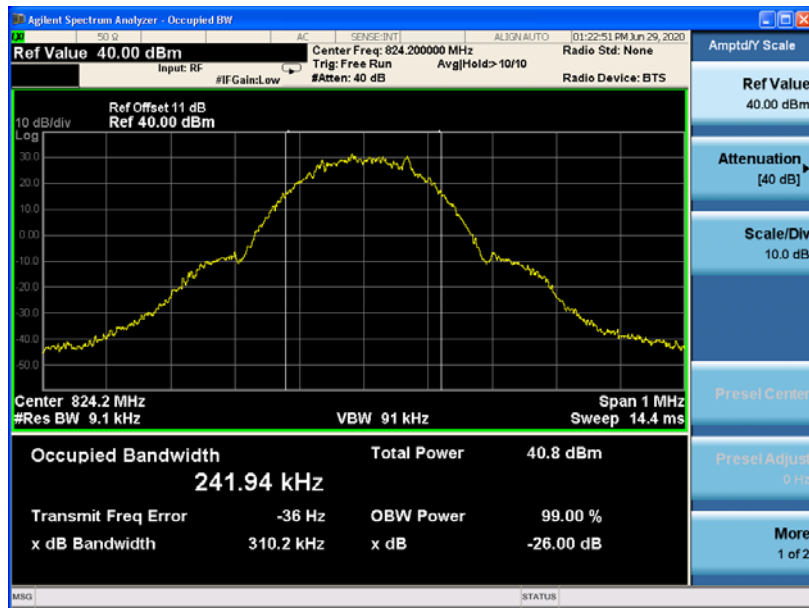 Agilent Spectrum Analyzer - Occupied BW
LXI 50 Ω AC SENSE:INT ALIGN AUTO 01:22:51 PM Jun 29, 2020
Ref Value 40.00 dBm Center Freq: 824.200000 MHz Radio Std: None
Trig: Free Run Avg|Hold:>10/10
Input: RF #IFGain:Low #Atten: 40 dB Radio Device: BTS
Ref Offset 11 dB
10 dB/div Ref 40.00 dBm
Log
30.0
20.0
10.0
0.00
-10.0
-20.0
-30.0
-40.0
-50.0
Center 824.2 MHz Span 1 MHz
#Res BW 9.1 kHz VBW 91 kHz Sweep 14.4 ms
Occupied Bandwidth Total Power 40.8 dBm
241.94 kHz
Transmit Freq Error -36 Hz OBW Power 99.00 %
x dB Bandwidth 310.2 kHz x dB -26.00 dB
MSG STATUS
Amptd/Y Scale
Ref Value
40.00 dBm
Attenuation
[40 dB]
Scale/Div
10.0 dB
Presel Center
Presel Adjust
0 Hz
More
1 of 2